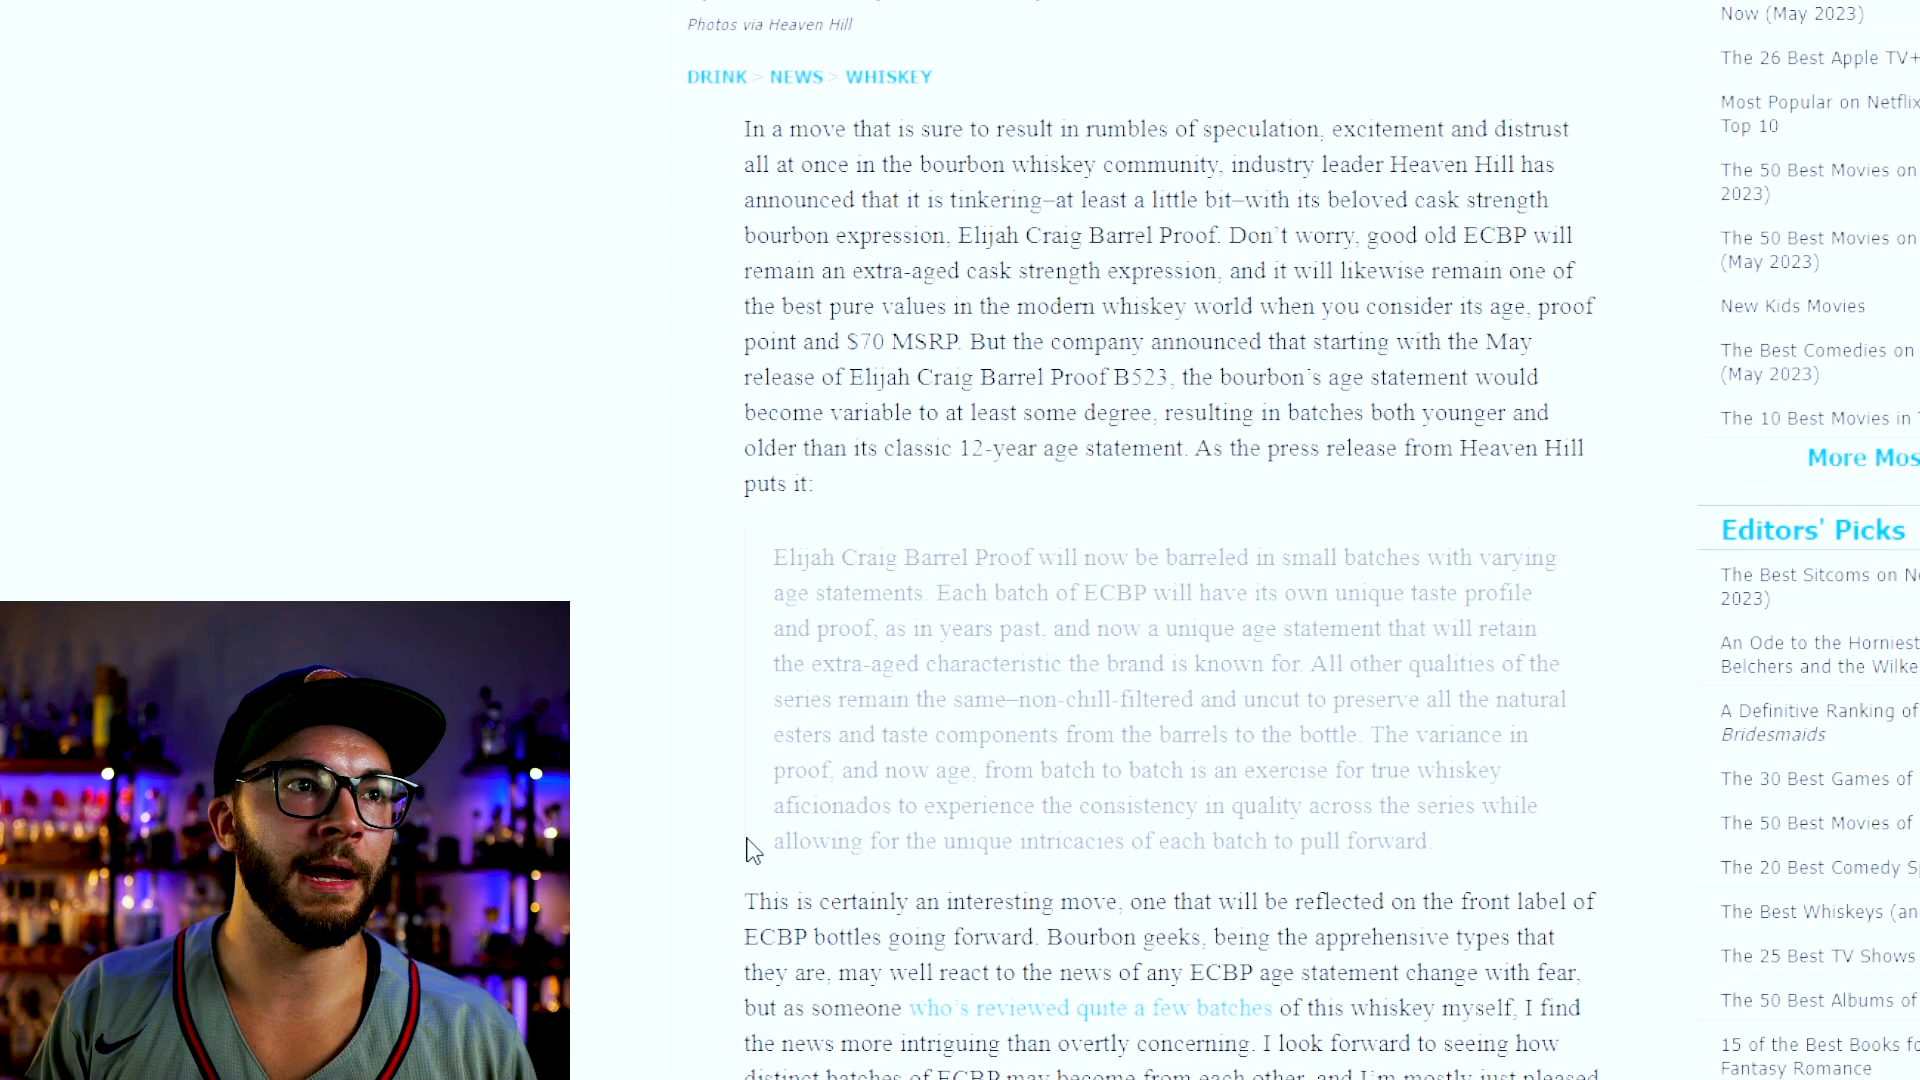 Photos via Heaven Hill
DRINK > NEWS > WHISKEY
In a move that is sure to result in rumbles of speculation, excitement and distrust
all at once in the bourbon whiskey community, industry leader Heaven Hill has
announced that it is tinkering—at least a little bit—with its beloved cask strength
bourbon expression, Elijah Craig Barrel Proof. Don't worry, good old ECBP will
remain an extra-aged cask strength expression, and it will likewise remain one of
the best pure values in the modern whiskey world when you consider its age, proof
point and $70 MSRP. But the company announced that starting with the May
release of Elijah Craig Barrel Proof B523, the bourbon's age statement would
become variable to at least some degree, resulting in batches both younger and
older than its classic 12-year age statement. As the press release from Heaven Hill
puts it:
Elijah Craig Barrel Proof will now be barreled in small batches with varying
age statements. Each batch of ECBP will have its own unique taste profile
and proof, as in years past, and now a unique age statement that will retain
the extra-aged characteristic the brand is known for. All other qualities of the
series remain the same—non-chill-filtered and uncut to preserve all the natural
esters and taste components from the barrels to the bottle. The variance in
proof, and now age, from batch to batch is an exercise for true whiskey
aficionados to experience the consistency in quality across the series while
allowing for the unique intricacies of each batch to pull forward.
This is certainly an interesting move, one that will be reflected on the front label of
ECBP bottles going forward. Bourbon geeks, being the apprehensive types that
they are, may well react to the news of any ECBP age statement change with fear,
but as someone who's reviewed quite a few batches of this whiskey myself, I find
the news more intriguing than overtly concerning. I look forward to seeing how
distinct batches of ECBP may become from each other, and I'm mostly just pleased
Now (May 2023)
The 26 Best Apple TV+
Most Popular on Netflix
Top 10
The 50 Best Movies on
2023)
The 50 Best Movies on
(May 2023)
New Kids Movies
The Best Comedies on
(May 2023)
The 10 Best Movies in
More Mos
Editors' Picks
The Best Sitcoms on
2023)
An Ode to the Horniest
Belchers and the Wilke
A Definitive Ranking of
Bridesmaids
The 30 Best Games of
The 50 Best Movies of
The 20 Best Comedy
The Best Whiskeys (an
The 25 Best TV Shows
The 50 Best Albums of
15 of the Best Books fo
Fantasy Romance